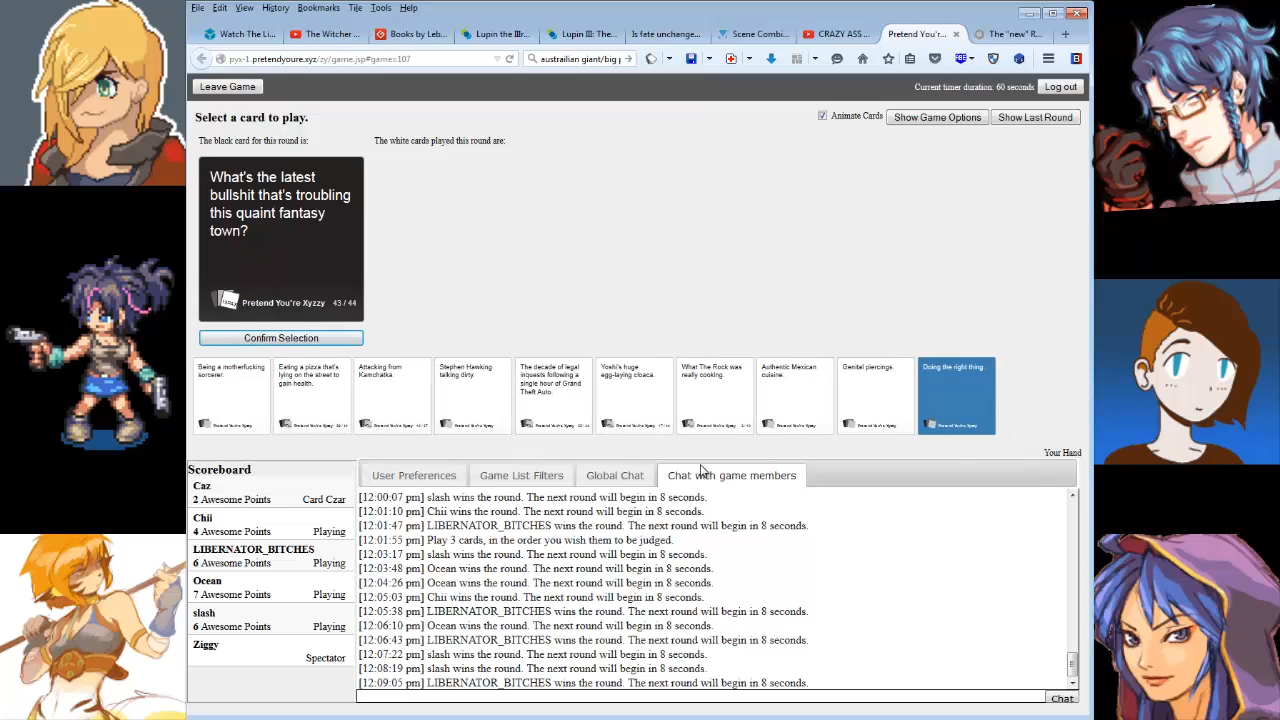 File Edit View History Bookmarks Tools Help
Watch The Li...
The Witcher ...
Books by Leb...
Lupin the IIIr...
Lupin III: The...
Is fate unchange...
Scene Combi...
CRAZY ASS ...
Pretend You're...
The "new" R...
pyx-1.pretendyoure.xyz/zy/game.jsp#game=107
austrailian giant/big
Leave Game
Current timer duration: 60 seconds
Log out
Select a card to play.
Animate Cards
Show Game Options
Show Last Round
The black card for this round is:
The white cards played this round are:
What's the latest
bullshit that's troubling
this quaint fantasy
town?
Pretend You're Xyzzy 43 / 44
Confirm Selection
Being a motherfucking
sorcerer.
Eating a pizza that's
lying on the street to
gain health.
Attacking from
Kamchatka.
Stephen Hawking
talking dirty.
The decade of legal
inquests following a
single hour of Grand
Theft Auto.
Yoshi's huge
egg-laying cloaca.
What The Rock was
really cooking.
Authentic Mexican
cuisine.
Genital piercings.
Doing the right thing.
Your Hand
Scoreboard
Caz
2 Awesome Points Card Czar
Chii
4 Awesome Points Playing
LIBERNATOR_BITCHES
6 Awesome Points Playing
Ocean
7 Awesome Points Playing
slash
6 Awesome Points Playing
Ziggy
Spectator
User Preferences
Game List Filters
Global Chat
Chat with game members
[12:00:07 pm] slash wins the round. The next round will begin in 8 seconds.
[12:01:10 pm] Chii wins the round. The next round will begin in 8 seconds.
[12:01:47 pm] LIBERNATOR_BITCHES wins the round. The next round will begin in 8 seconds.
[12:01:55 pm] Play 3 cards, in the order you wish them to be judged.
[12:03:17 pm] slash wins the round. The next round will begin in 8 seconds.
[12:03:48 pm] Ocean wins the round. The next round will begin in 8 seconds.
[12:04:26 pm] Ocean wins the round. The next round will begin in 8 seconds.
[12:05:03 pm] Chii wins the round. The next round will begin in 8 seconds.
[12:05:38 pm] LIBERNATOR_BITCHES wins the round. The next round will begin in 8 seconds.
[12:06:10 pm] Ocean wins the round. The next round will begin in 8 seconds.
[12:06:43 pm] LIBERNATOR_BITCHES wins the round. The next round will begin in 8 seconds.
[12:07:22 pm] slash wins the round. The next round will begin in 8 seconds.
[12:08:19 pm] slash wins the round. The next round will begin in 8 seconds.
[12:09:05 pm] LIBERNATOR_BITCHES wins the round. The next round will begin in 8 seconds.
Chat